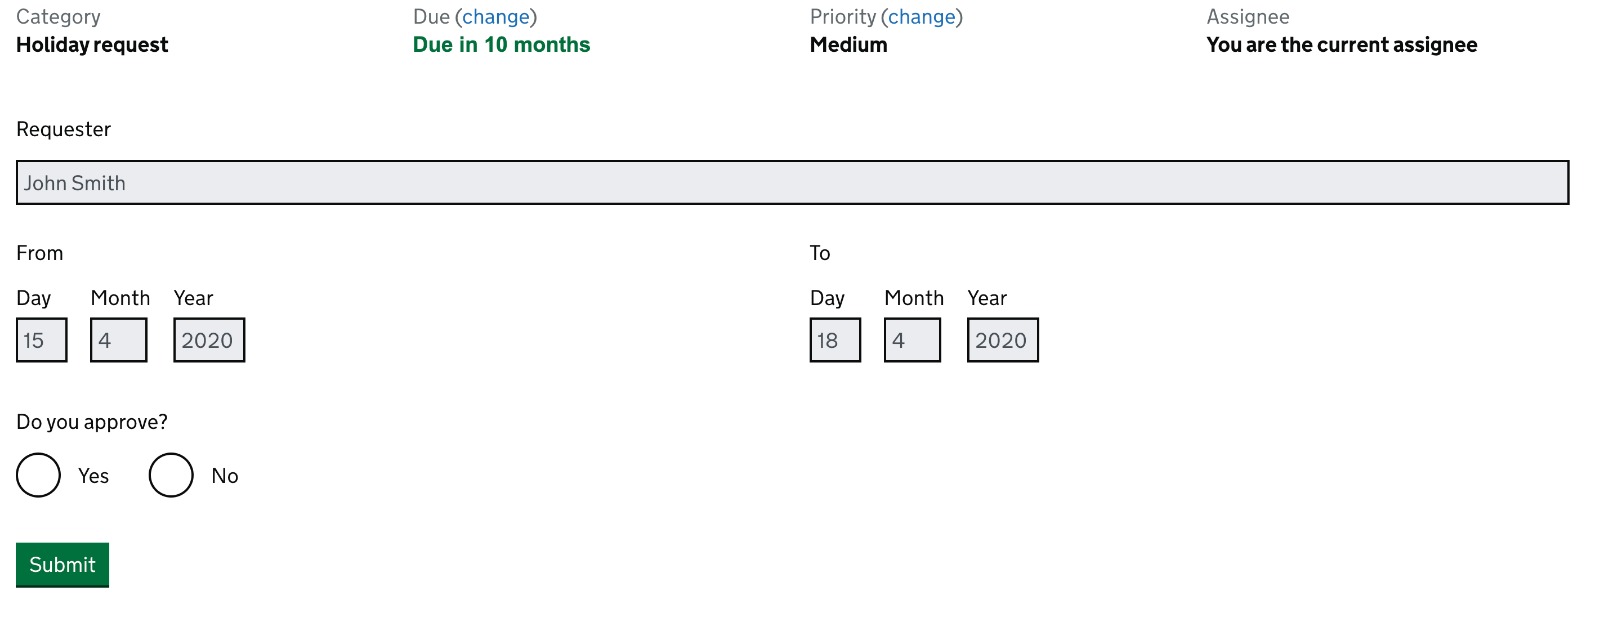 Category Due (change) Priority (change) Assignee
Holiday request Due in 10 months Medium You are the current assignee
Requester
John Smith
From To
Day Month Year Day Month Year
15 4 2020 18 4 2020
Do you approve?
Yes No
Submit